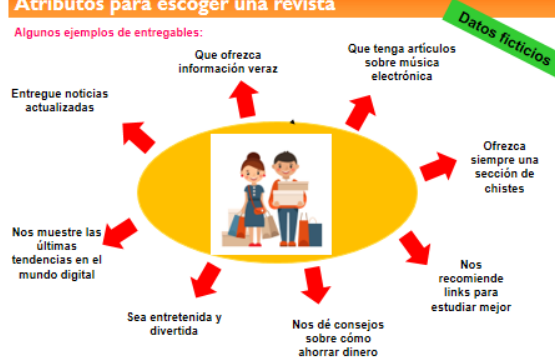 Atributos para escoger una revista
Algunos ejemplos de entregables:
Datos ficticios
Que ofrezca
información veraz
Que tenga artículos
sobre música
electrónica
Entregue noticias
actualizadas
Ofrezca
siempre una
sección de
chistes
Nos muestre las
últimas
tendencias en el
mundo digital
Nos
recomiende
links para
estudiar mejor
Sea entretenida y
divertida
Nos dé consejos
sobre cómo
ahorrar dinero